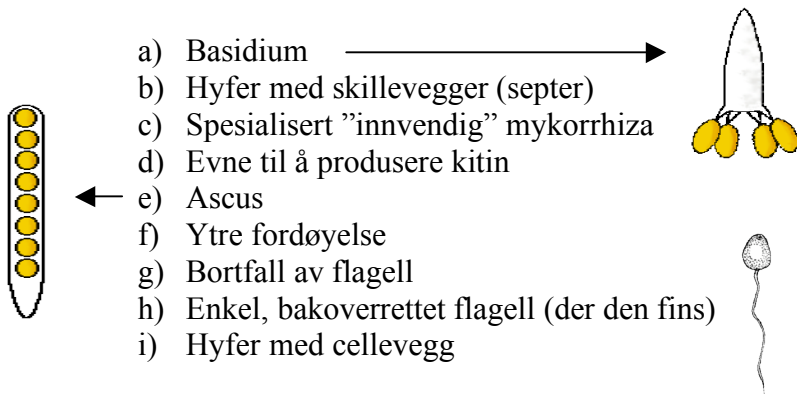 a) Basidium
b) Hyfer med skillevegger (septer)
c) Spesialisert ”innvendig” mykorrhiza
d) Evne til å produsere kitin
e) Ascus
f) Ytre fordøyelse
g) Bortfall av flagell
h) Enkel, bakoverrettet flagell (der den fins)
i) Hyfer med cellevegg